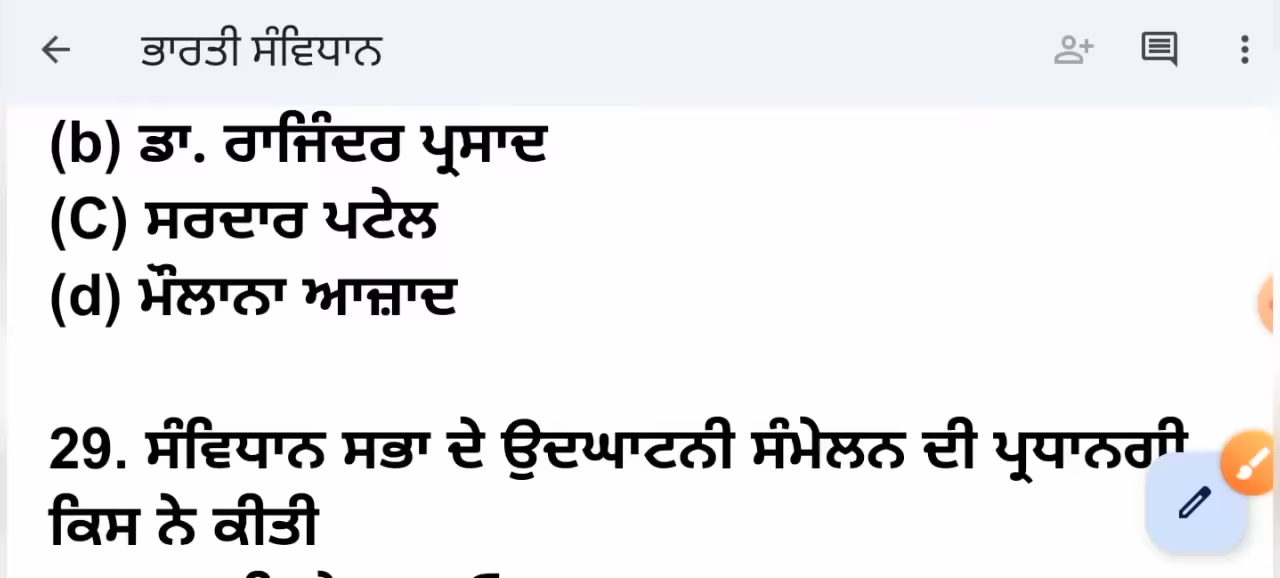 ਭਾਰਤੀ ਸੰਵਿਧਾਨ
(b) ਡਾ. ਰਾਜਿੰਦਰ ਪ੍ਰਸਾਦ
(C) ਸਰਦਾਰ ਪਟੇਲ
(d) ਮੌਲਾਨਾ ਆਜ਼ਾਦ
29. ਸੰਵਿਧਾਨ ਸਭਾ ਦੇ ਉਦਘਾਟਨੀ ਸੰਮੇਲਨ ਦੀ ਪ੍ਰਧਾਨਗੀ
ਕਿਸ ਨੇ ਕੀਤੀ